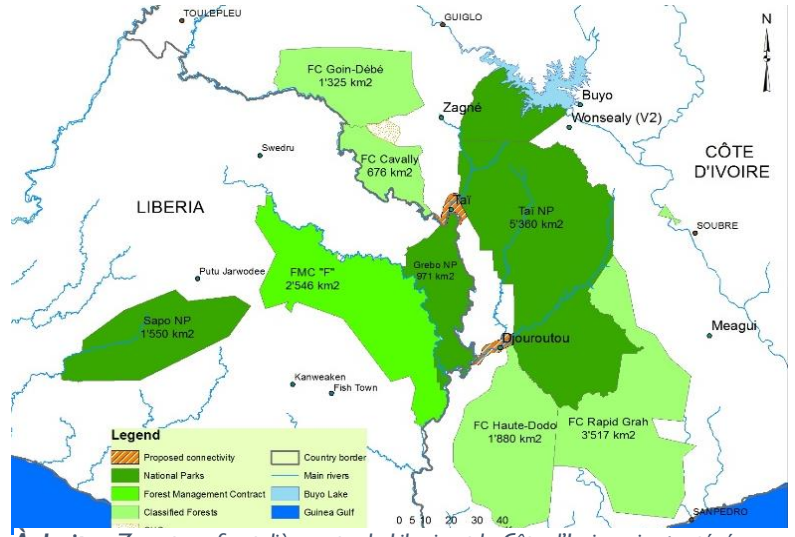 TOULEPLEU
GUIGLO
N
FC Goin-Débé
1'325 km2
Zagné
Buyo
Wonsealy (V2)
Swedru
FC Cavally
676 km2
CÔTE
D'IVOIRE
LIBERIA
Taï
Taï NP
5'360 km2
SOUBRE
Grebo NP
971 km2
Putu Jarwodee
FMC "F"
2'546 km2
Sapo NP
1'550 km2
Djouroutou
Meagui
Kanweaken
Fish Town
FC Haute-Dodo
1'880 km2
FC Rapid Grah
3'517 km2
Legend
Proposed connectivity
National Parks
Forest Management Contract
Classified Forests
Country border
Main rivers
Buyo Lake
Guinea Gulf
0 5 10 20 30 40
SANPEDRO